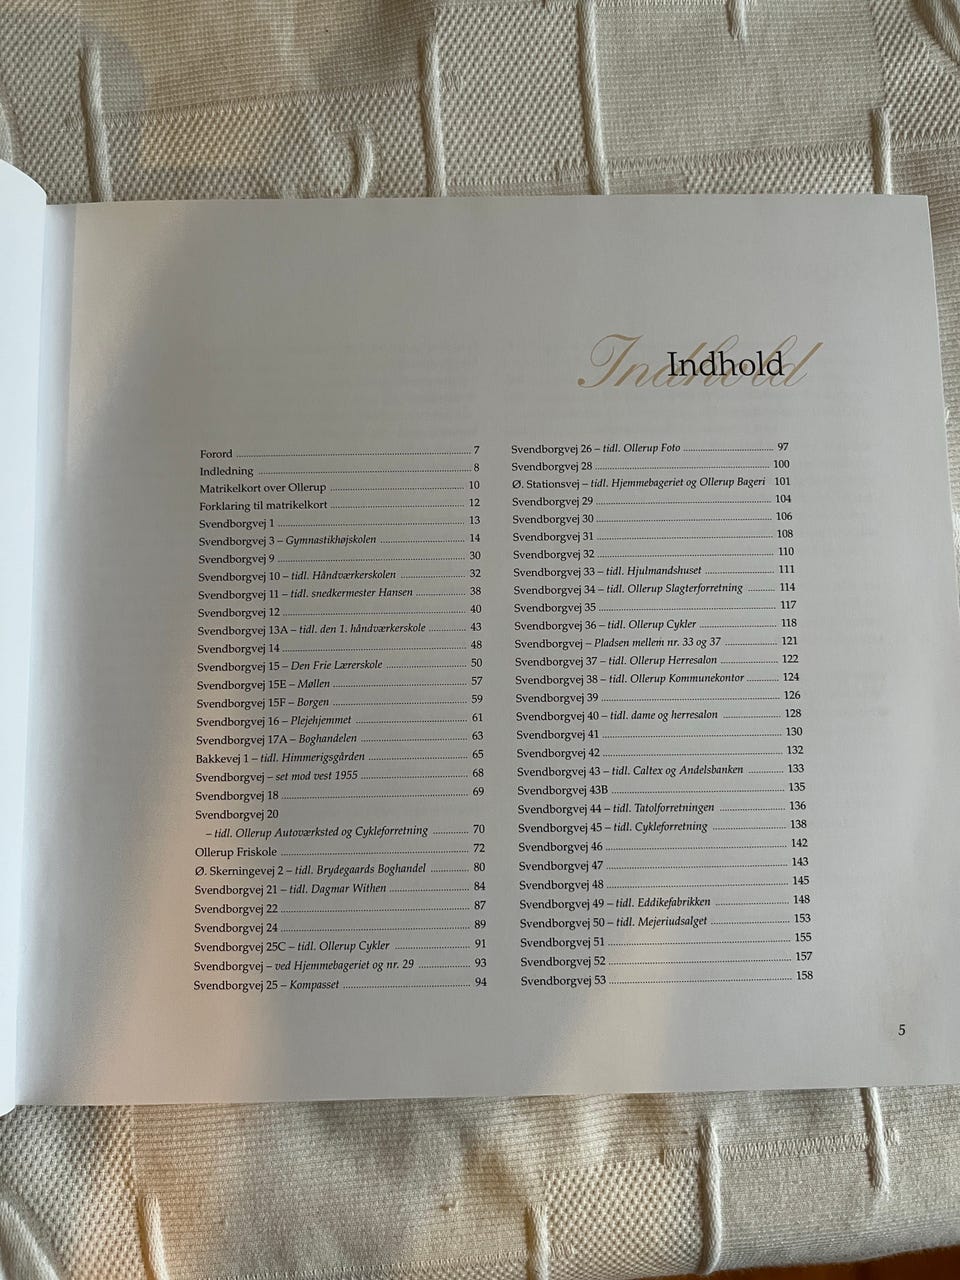 Indhold
Indhold
Forord 7
Indledning 8
Matrikelkort over Ollerup 10
Forklaring til matrikelkort 12
Svendborgvej 1 13
Svendborgvej 3 – Gymnastikhøjskolen 14
Svendborgvej 9 30
Svendborgvej 10 – tidl. Håndværkerskolen 32
Svendborgvej 11 – tidl. snedkermester Hansen 38
Svendborgvej 12 40
Svendborgvej 13A – tidl. den 1. håndværkerskole 43
Svendborgvej 14 48
Svendborgvej 15 – Den Frie Lærerskole 50
Svendborgvej 15E – Møllen 57
Svendborgvej 15F – Borgen 59
Svendborgvej 16 – Plejehjemmet 61
Svendborgvej 17A – Boghandelen 63
Bakkevej 1 – tidl. Himmerigsgården 65
Svendborgvej – set mod vest 1955 68
Svendborgvej 18 69
Svendborgvej 20
– tidl. Ollerup Autoværksted og Cykleforretning 70
Ollerup Friskole 72
Ø. Skerningevej 2 – tidl. Brydegaards Boghandel 80
Svendborgvej 21 – tidl. Dagmar Withen 84
Svendborgvej 22 87
Svendborgvej 24 89
Svendborgvej 25C – tidl. Ollerup Cykler 91
Svendborgvej – ved Hjemmebageriet og nr. 29 93
Svendborgvej 25 – Kompasset 94
Svendborgvej 26 – tidl. Ollerup Foto 97
Svendborgvej 28 100
Ø. Stationsvej – tidl. Hjemmebageriet og Ollerup Bageri 101
Svendborgvej 29 104
Svendborgvej 30 106
Svendborgvej 31 108
Svendborgvej 32 110
Svendborgvej 33 – tidl. Hjulmandshuset 111
Svendborgvej 34 – tidl. Ollerup Slagterforretning 114
Svendborgvej 35 117
Svendborgvej 36 – tidl. Ollerup Cykler 118
Svendborgvej – Pladsen mellem nr. 33 og 37 121
Svendborgvej 37 – tidl. Ollerup Herresalon 122
Svendborgvej 38 – tidl. Ollerup Kommunekontor 124
Svendborgvej 39 126
Svendborgvej 40 – tidl. dame og herresalon 128
Svendborgvej 41 130
Svendborgvej 42 132
Svendborgvej 43 – tidl. Caltex og Andelsbanken 133
Svendborgvej 43B 135
Svendborgvej 44 – tidl. Tatolforretningen 136
Svendborgvej 45 – tidl. Cykleforretning 138
Svendborgvej 46 142
Svendborgvej 47 143
Svendborgvej 48 145
Svendborgvej 49 – tidl. Eddikefabrikken 148
Svendborgvej 50 – tidl. Mejeriudsalget 153
Svendborgvej 51 155
Svendborgvej 52 157
Svendborgvej 53 158
5